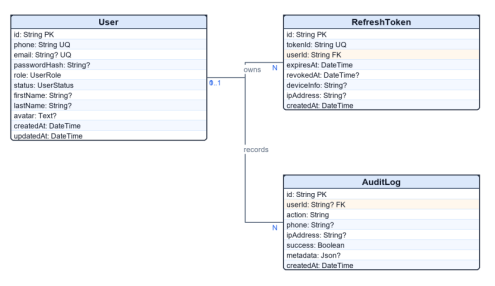 User
id: String PK
phone: String UQ
email: String? UQ
passwordHash: String?
role: UserRole
status: UserStatus
firstName: String?
lastName: String?
avatar: Text?
createdAt: DateTime
updatedAt: DateTime
RefreshToken
id: String PK
tokenId: String UQ
userId: String FK
expiresAt: DateTime
revokedAt: DateTime?
deviceInfo: String?
ipAddress: String?
createdAt: DateTime
owns
N
..1
records
N
AuditLog
id: String PK
userId: String? FK
action: String
phone: String?
ipAddress: String?
success: Boolean
metadata: Json?
createdAt: DateTime